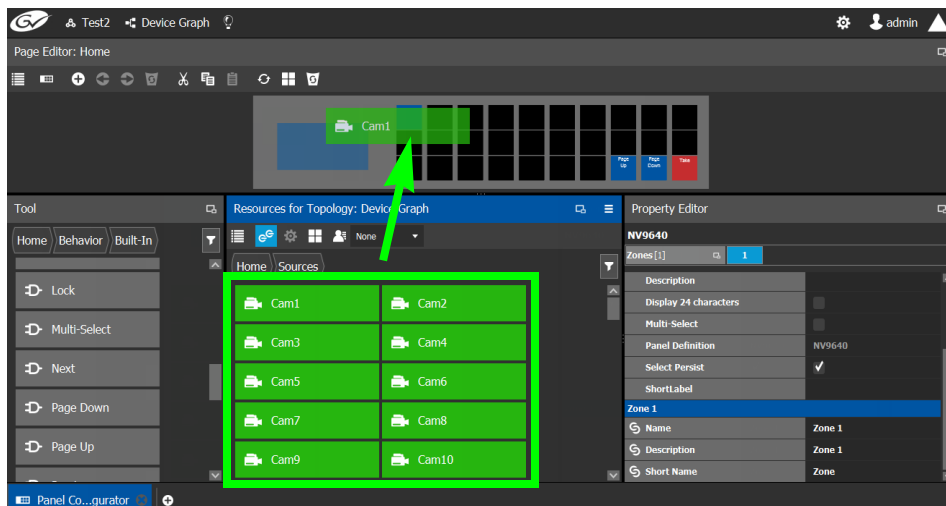 GV Test2 Device Graph admin
Page Editor: Home
Cam1
Page Up Page Down Take
Tool
Home Behavior Built-In
Lock
Multi-Select
Next
Page Down
Page Up
Resources for Topology: Device Graph
None
Home Sources
Cam1 Cam2
Cam3 Cam4
Cam5 Cam6
Cam7 Cam8
Cam9 Cam10
Property Editor
NV9640
Zones [1] 1
Description
Display 24 characters
Multi-Select
Panel Definition NV9640
Select Persist
ShortLabel
Zone 1
Name Zone 1
Description Zone 1
Short Name Zone
Panel Co...gurator